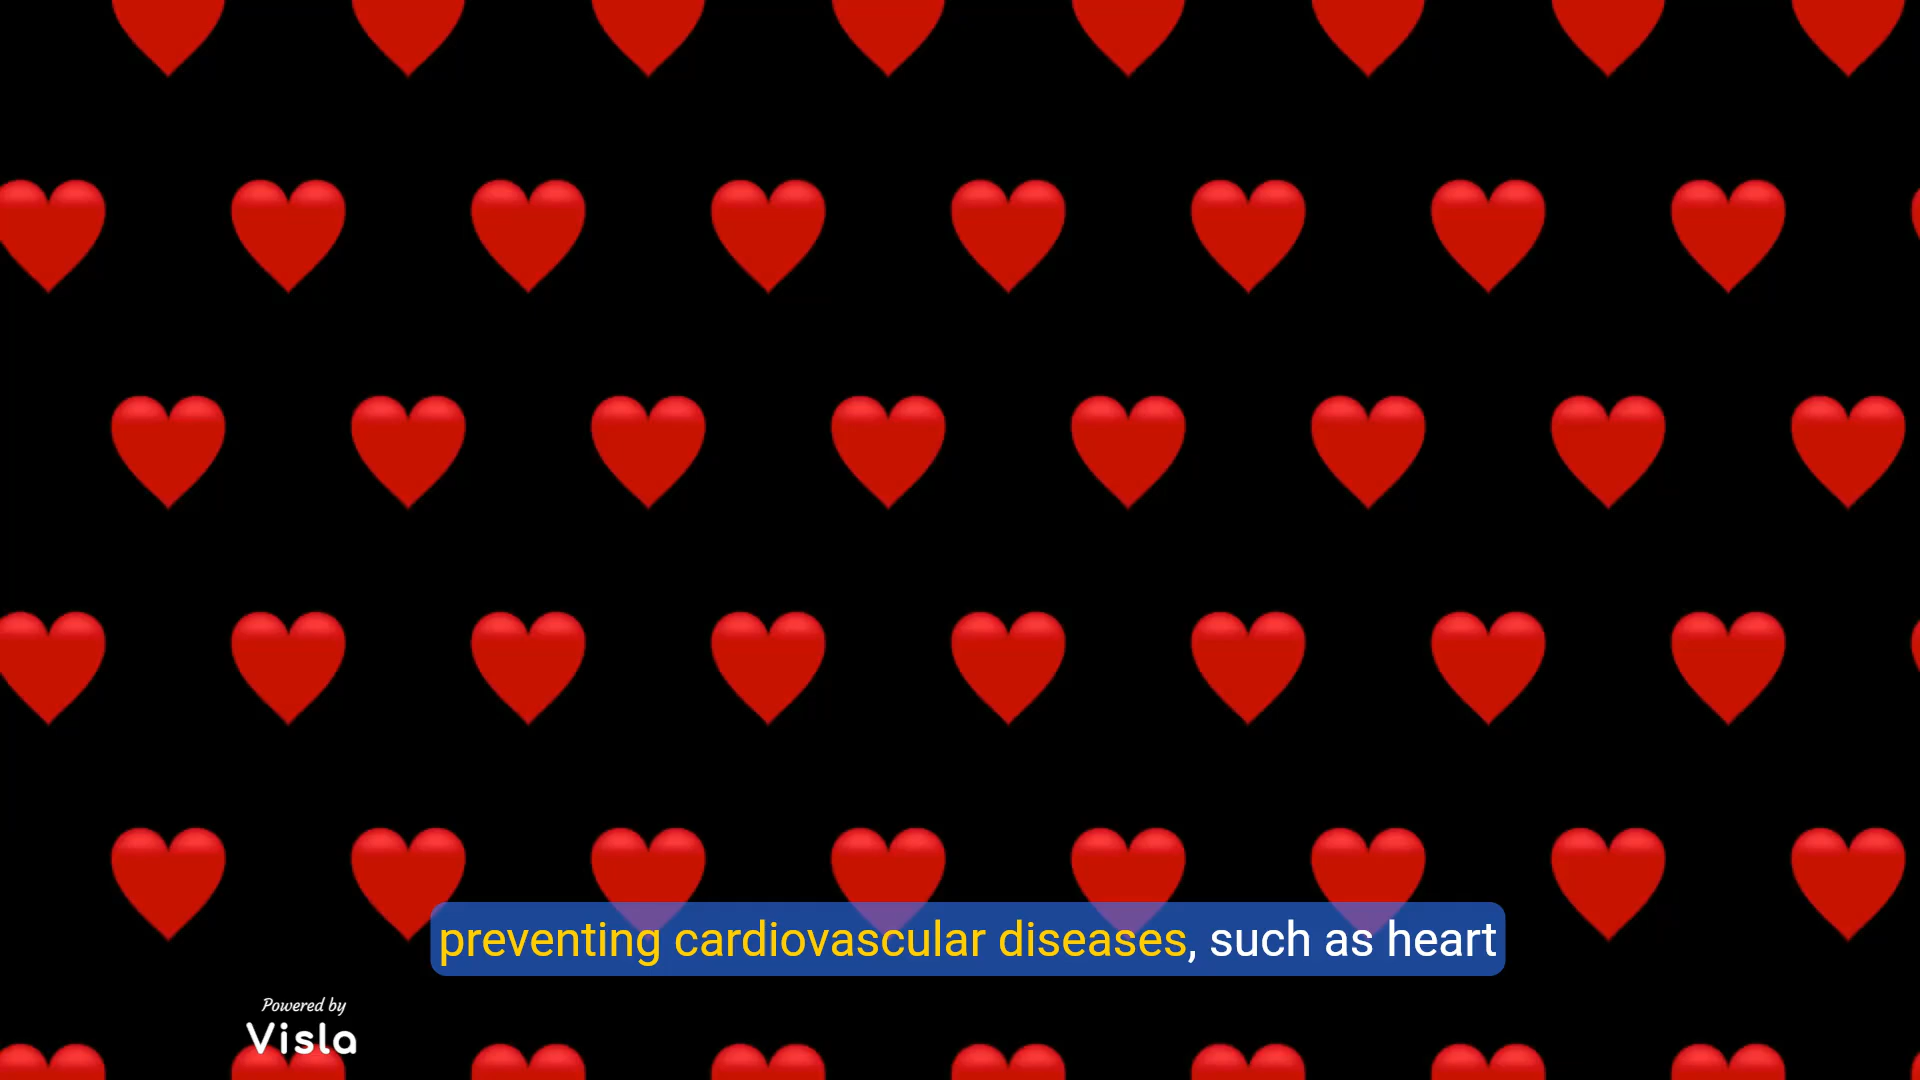 preventing cardiovascular diseases, such as heart
Powered by
Visla